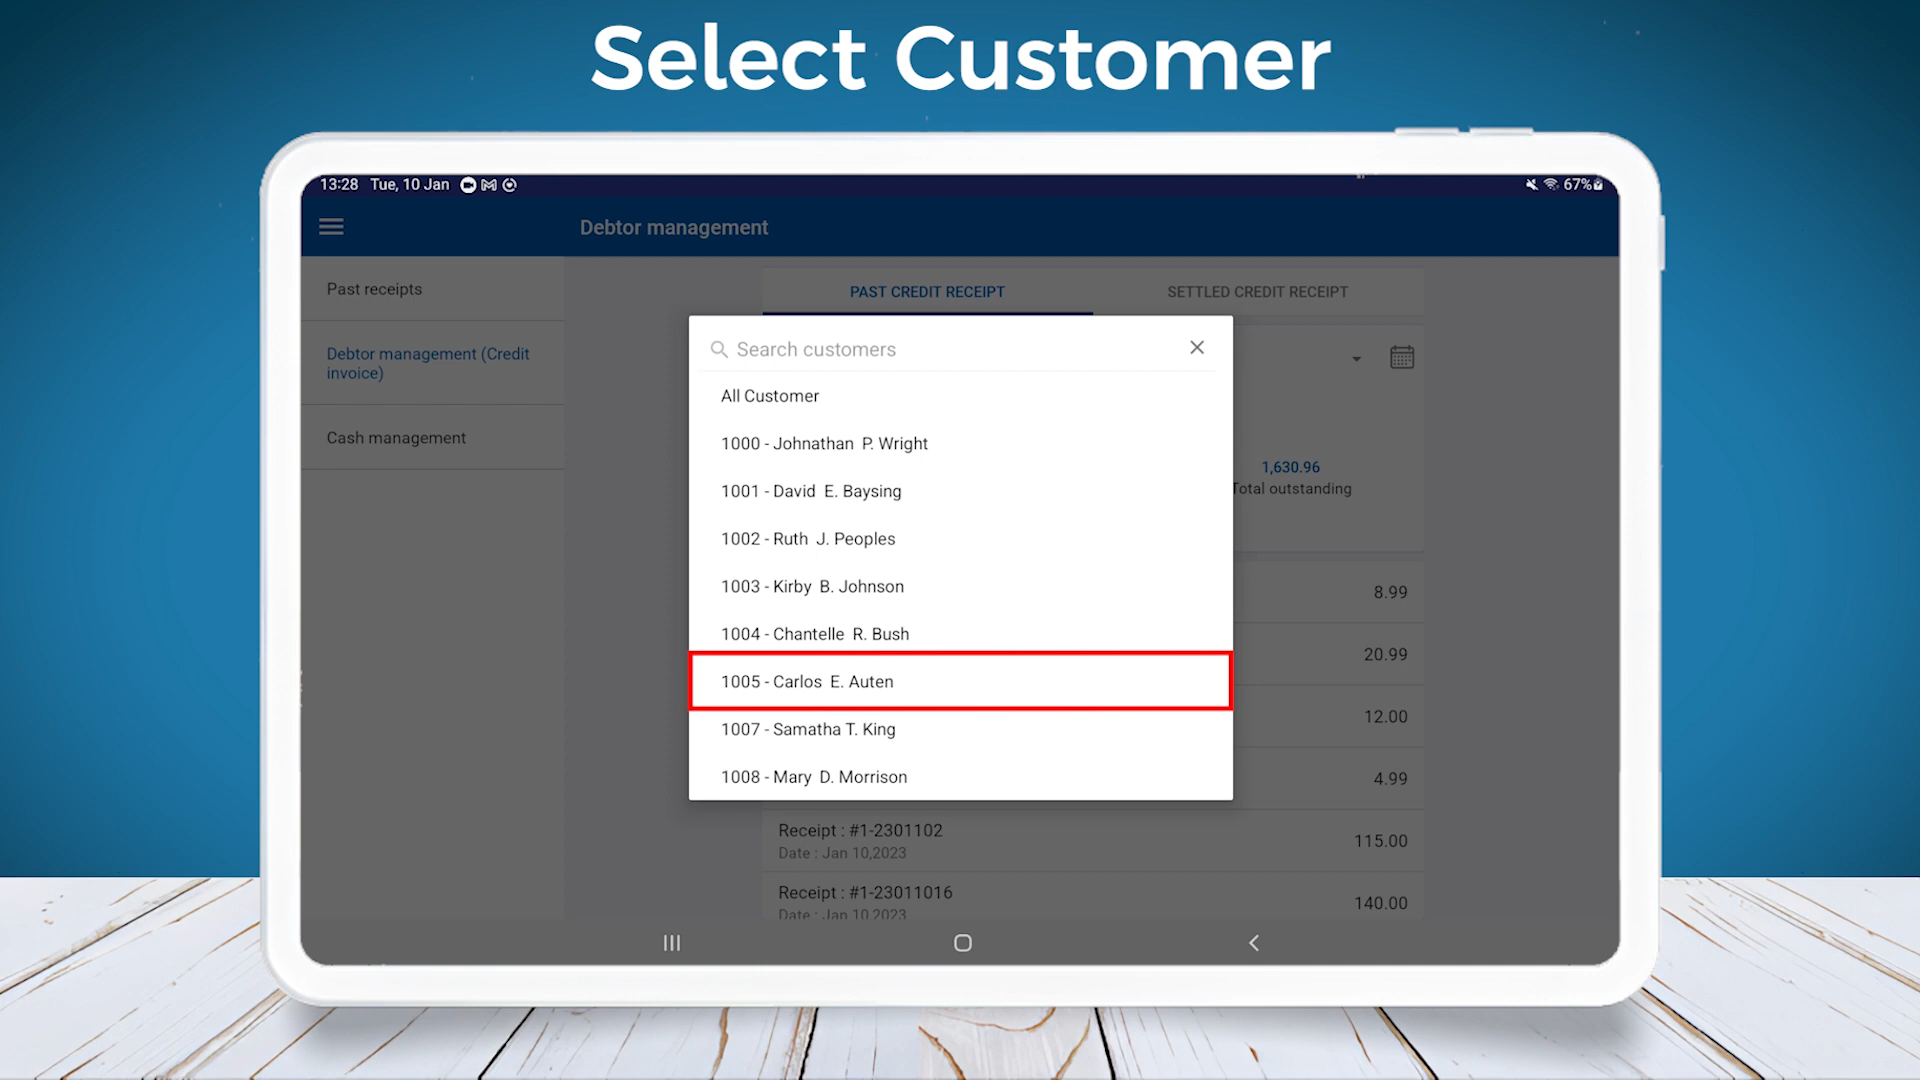 Select Customer
13:28 Tue, 10 Jan
67%
Debtor management
Past receipts
Debtor management (Credit
invoice)
Cash management
PAST CREDIT RECEIPT
SETTLED CREDIT RECEIPT
Search customers
All Customer
1000 - Johnathan P. Wright
1001 - David E. Baysing
1002 - Ruth J. Peoples
1003 - Kirby B. Johnson
1004 - Chantelle R. Bush
1005 - Carlos E. Auten
1007 - Samatha T. King
1008 - Mary D. Morrison
1,630.96
Total outstanding
8.99
20.99
12.00
4.99
Receipt : #1-2301102
Date : Jan 10,2023
115.00
Receipt : #1-23011016
Date : Jan 10,2023
140.00